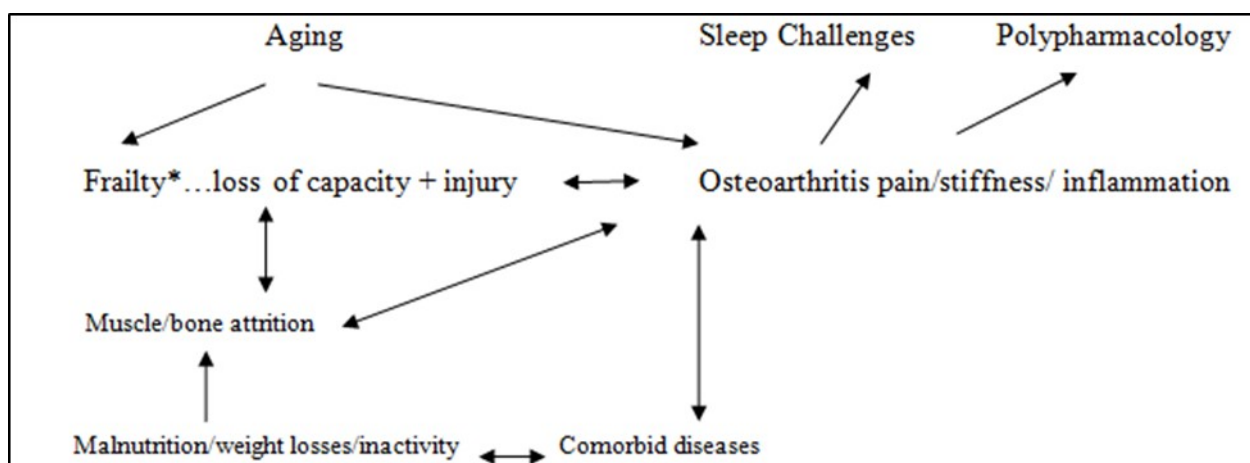 Aging Sleep Challenges Polypharmacology
Frailty*…loss of capacity + injury Osteoarthritis pain/stiffness/ inflammation
Muscle/bone attrition
Malnutrition/weight losses/inactivity Comorbid diseases